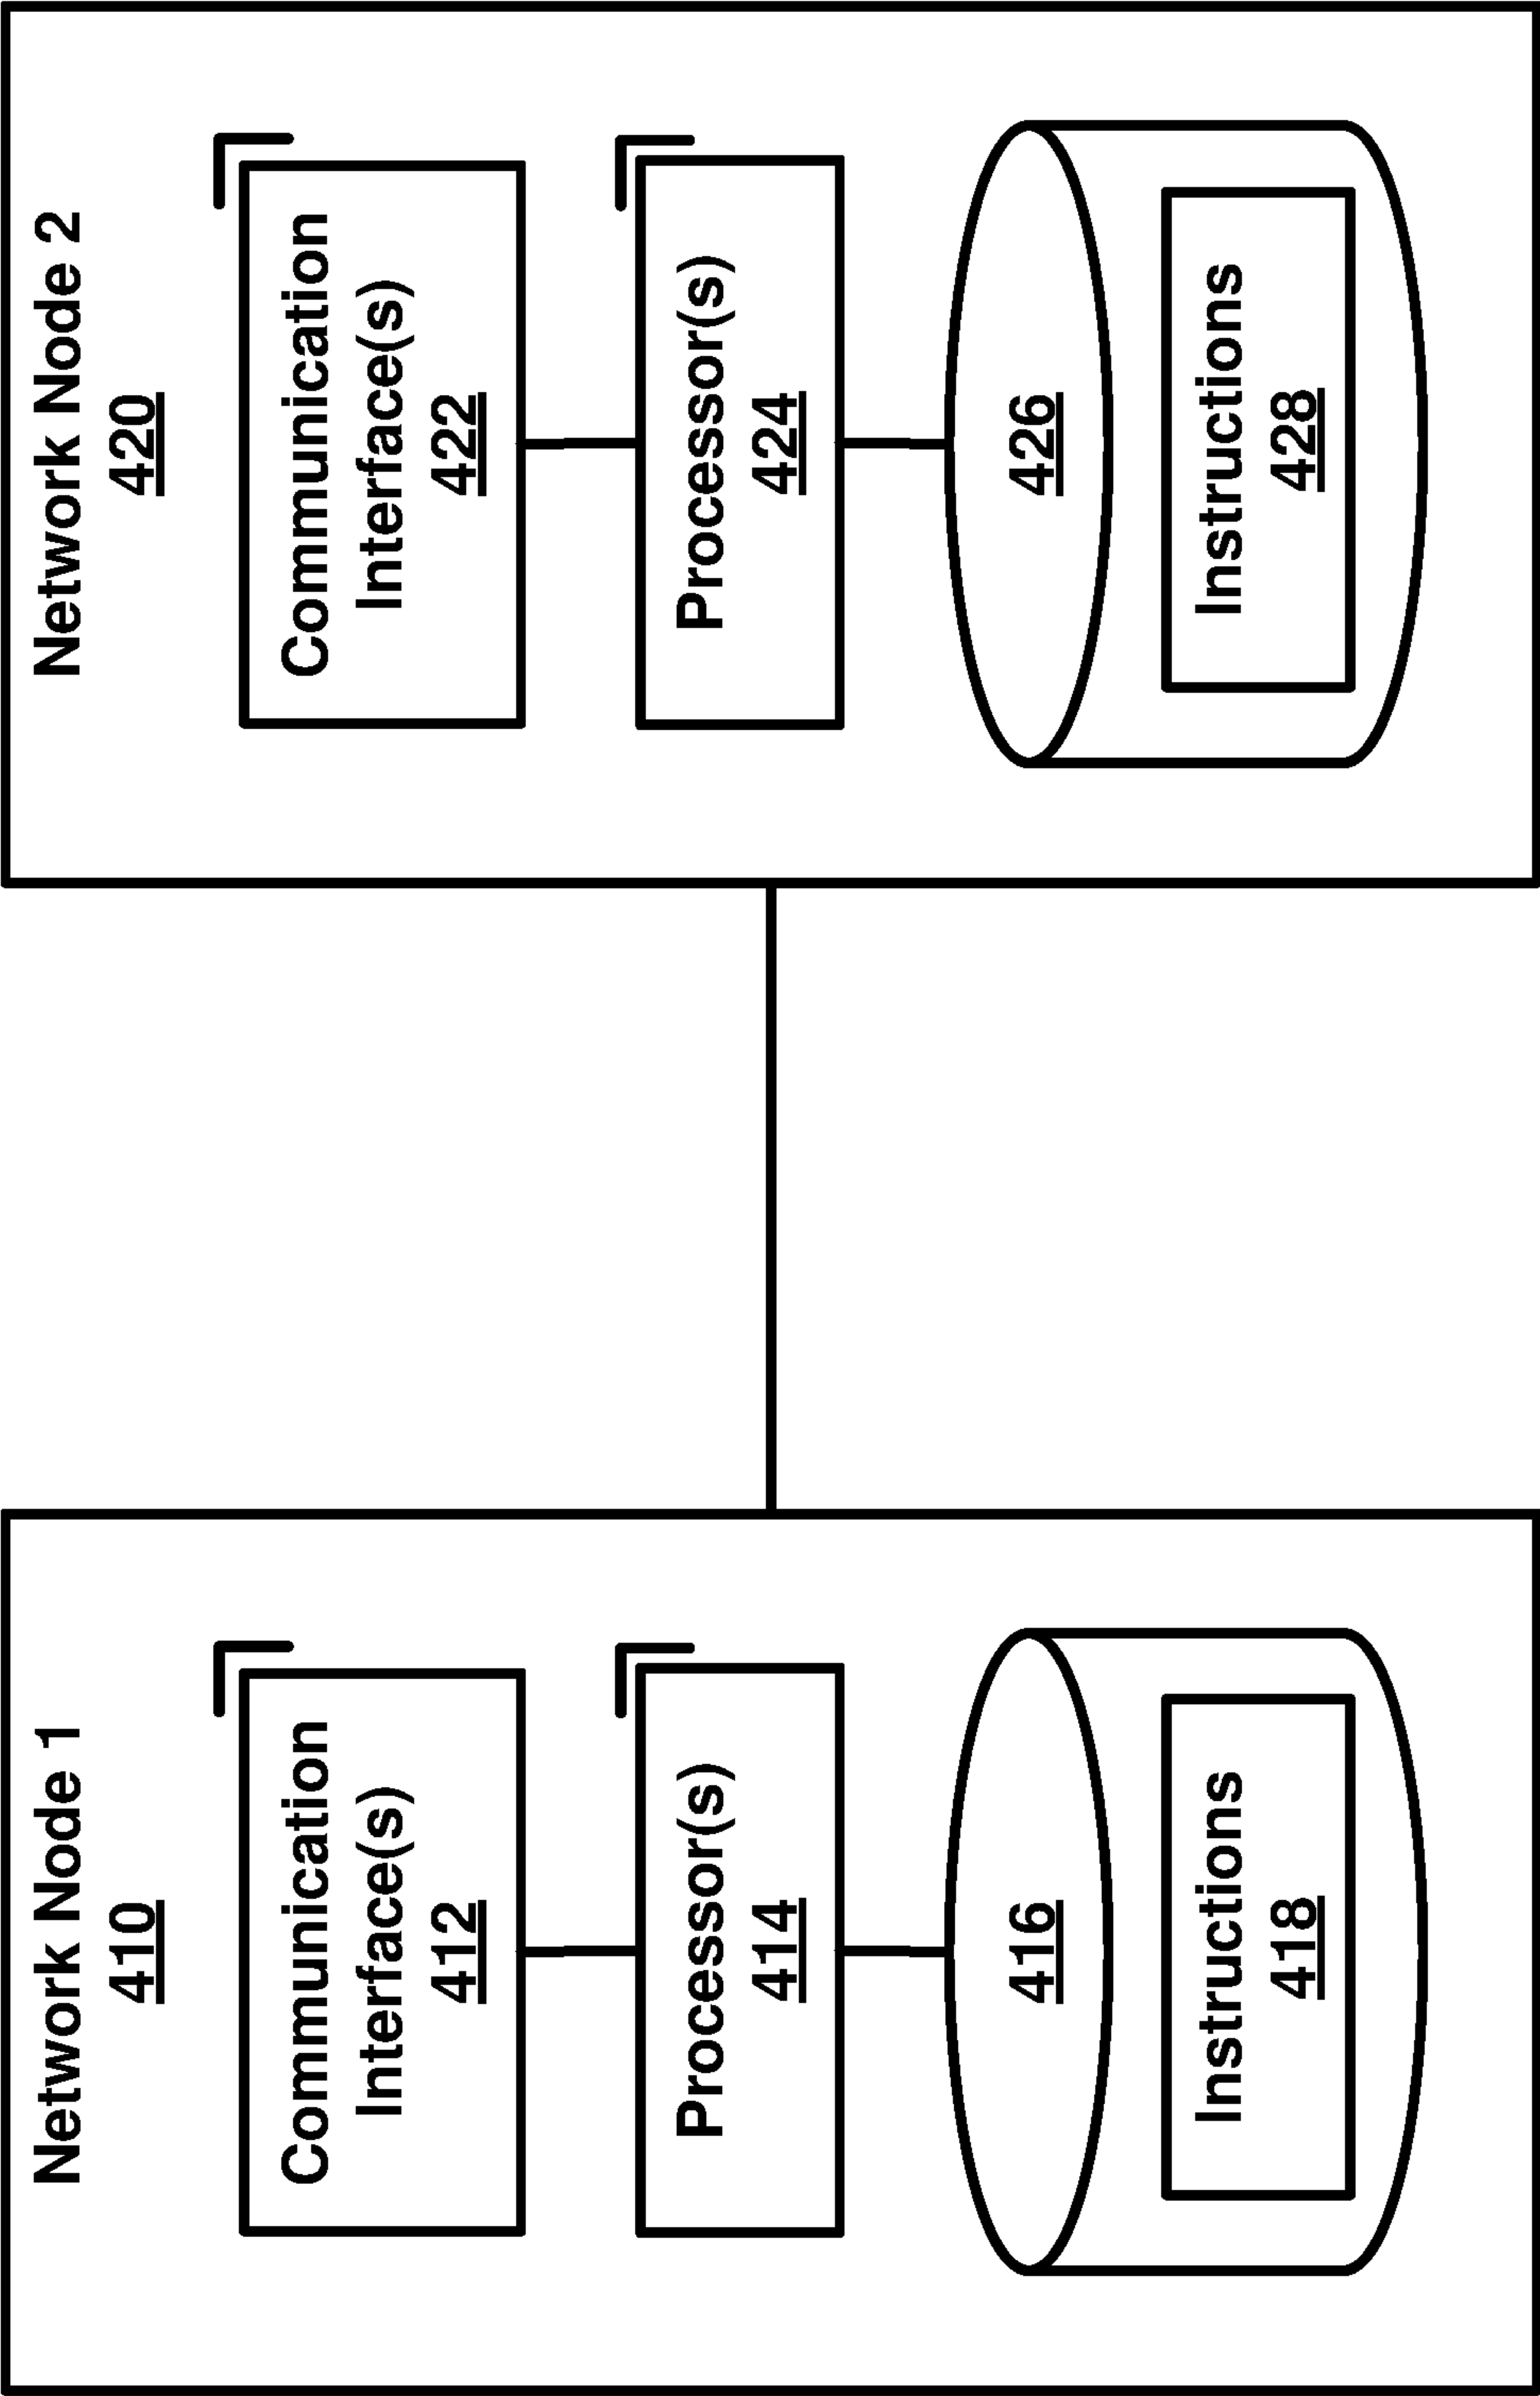 Network Node 1
410
Communication
Interface(s)
412
Processor(s)
414
416
Instructions
418
Network Node 2
420
Communication
Interface(s)
422
Processor(s)
424
426
Instructions
428